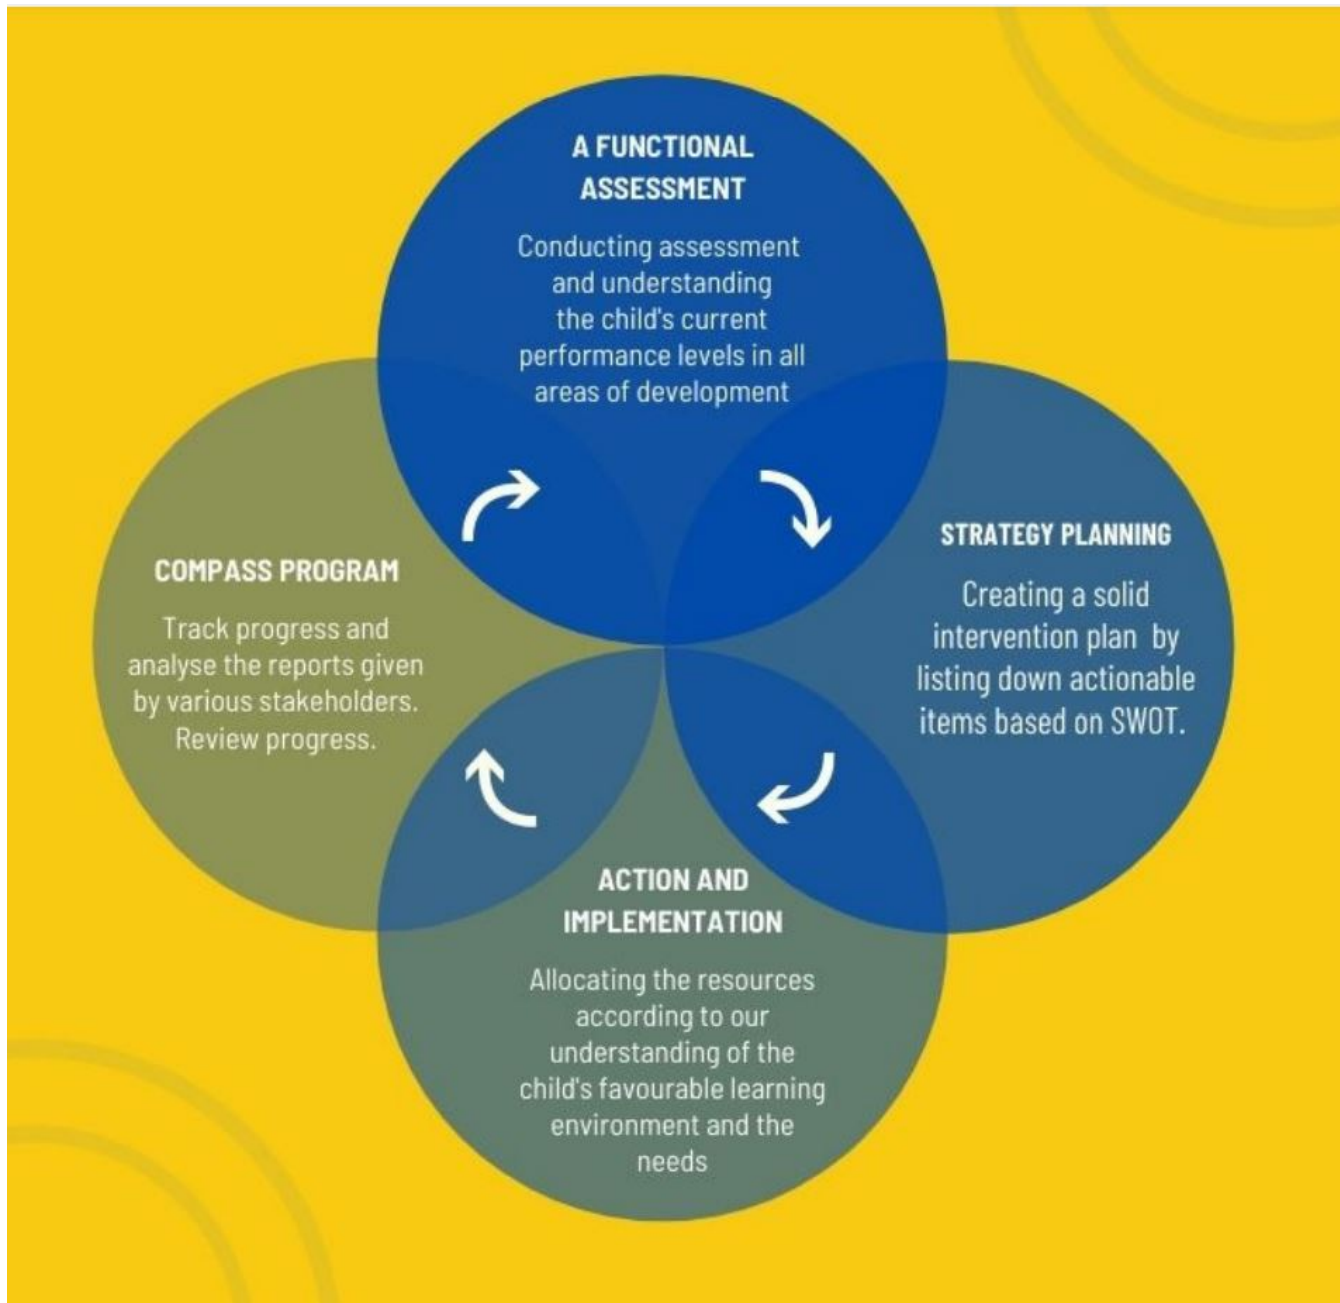 A FUNCTIONAL
ASSESSMENT
Conducting assessment
and understanding
the child's current
performance levels in all
areas of development
STRATEGY PLANNING
Creating a solid
intervention plan by
listing down actionable
items based on SWOT.
ACTION AND
IMPLEMENTATION
Allocating the resources
according to our
understanding of the
child's favourable learning
environment and the
needs
COMPASS PROGRAM
Track progress and
analyse the reports given
by various stakeholders.
Review progress.